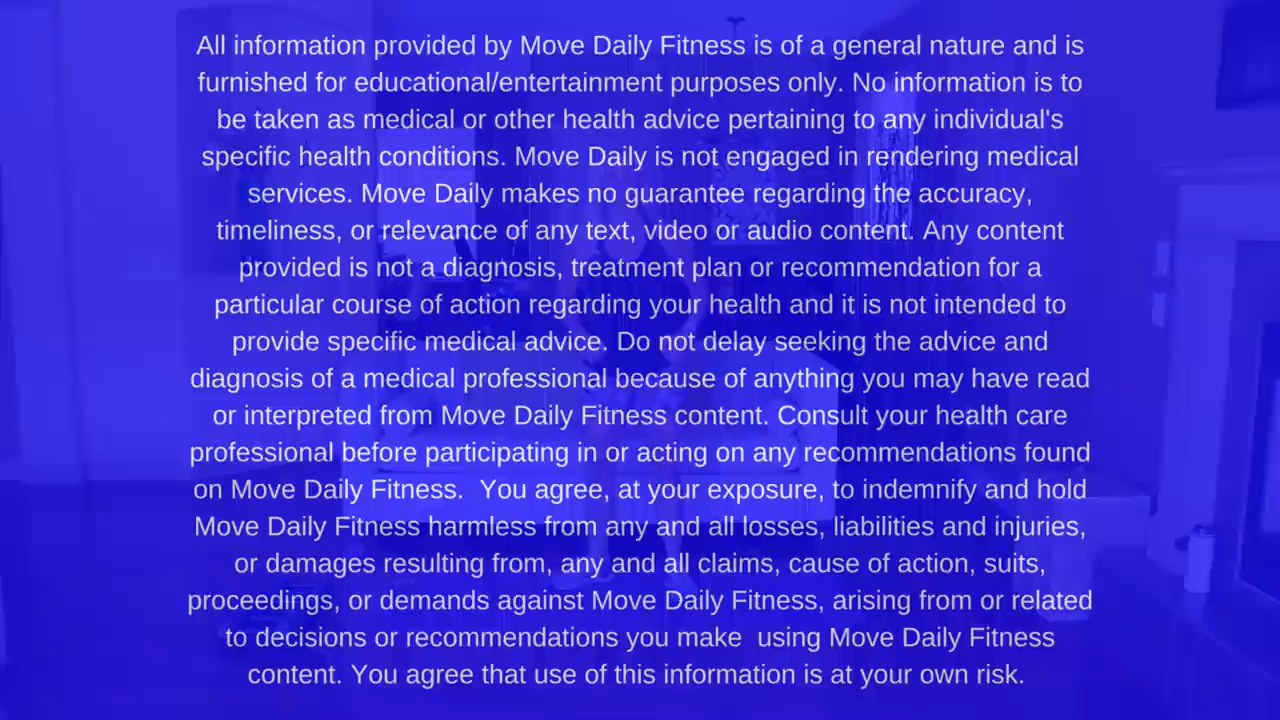 All information provided by Move Daily Fitness is of a general nature and is
furnished for educational/entertainment purposes only. No information is to
be taken as medical or other health advice pertaining to any individual's
specific health conditions. Move Daily is not engaged in rendering medical
services. Move Daily makes no guarantee regarding the accuracy,
timeliness, or relevance of any text, video or audio content. Any content
provided is not a diagnosis, treatment plan or recommendation for a
particular course of action regarding your health and it is not intended to
provide specific medical advice. Do not delay seeking the advice and
diagnosis of a medical professional because of anything you may have read
or interpreted from Move Daily Fitness content. Consult your health care
professional before participating in or acting on any recommendations found
on Move Daily Fitness.  You agree, at your exposure, to indemnify and hold
Move Daily Fitness harmless from any and all losses, liabilities and injuries,
or damages resulting from, any and all claims, cause of action, suits,
proceedings, or demands against Move Daily Fitness, arising from or related
to decisions or recommendations you make  using Move Daily Fitness
content. You agree that use of this information is at your own risk.